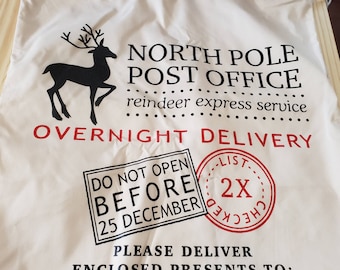 NORTH POLE
POST OFFICE
reindeer express service
OVERNIGHT DELIVERY
DO NOT OPEN
BEFORE
25 DECEMBER
LIST
2X
CHECKED
PLEASE DELIVER
ENCLOSED PRESENTS TO: